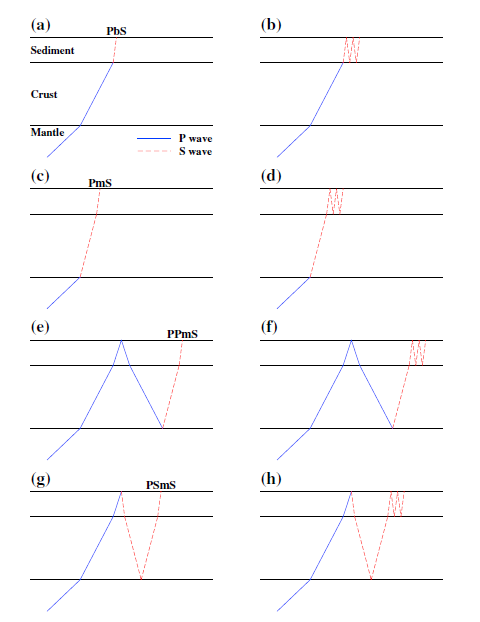 (a)
PbS
Sediment
Crust
Mantle
P wave
S wave
(b)
(c)
PmS
(d)
(e)
PPmS
(f)
(g)
PSmS
(h)